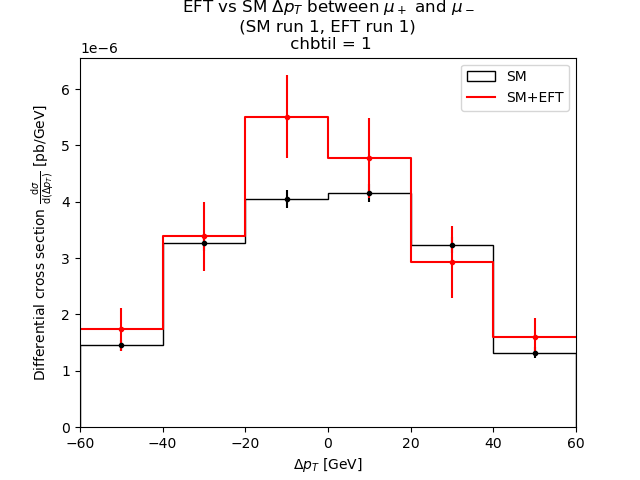 EFT vs SM Δp_T between μ_+ and μ_−
(SM run 1, EFT run 1)
chbtil = 1
1e−6
SM
SM+EFT
6
5
4
3
2
1
0
Differential cross section dσ/d(Δp_T) [pb/GeV]
−60 −40 −20 0 20 40 60
Δp_T [GeV]